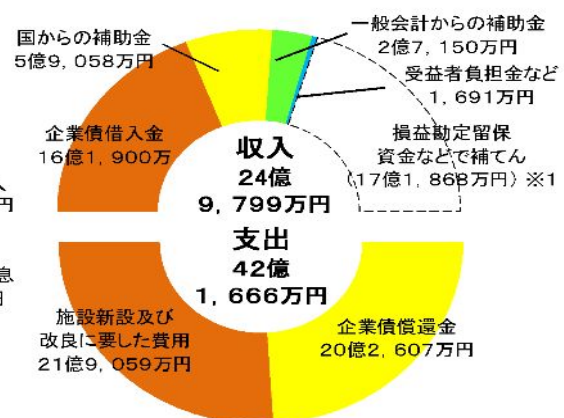 国からの補助金
5億9, 058万円
一般会計からの補助金
2億7, 150万円
受益者負担金など
1, 691万円
企業債借入金
16億1, 900万
収入
24億
9, 799万円
損益勘定留保
資金などで補てん
(17億1, 868万円) ※1
円
支出
42億
1, 666万円
息
施設新設及び
改良に要した費用
21億9, 059万円
企業債償還金
20億2, 607万円